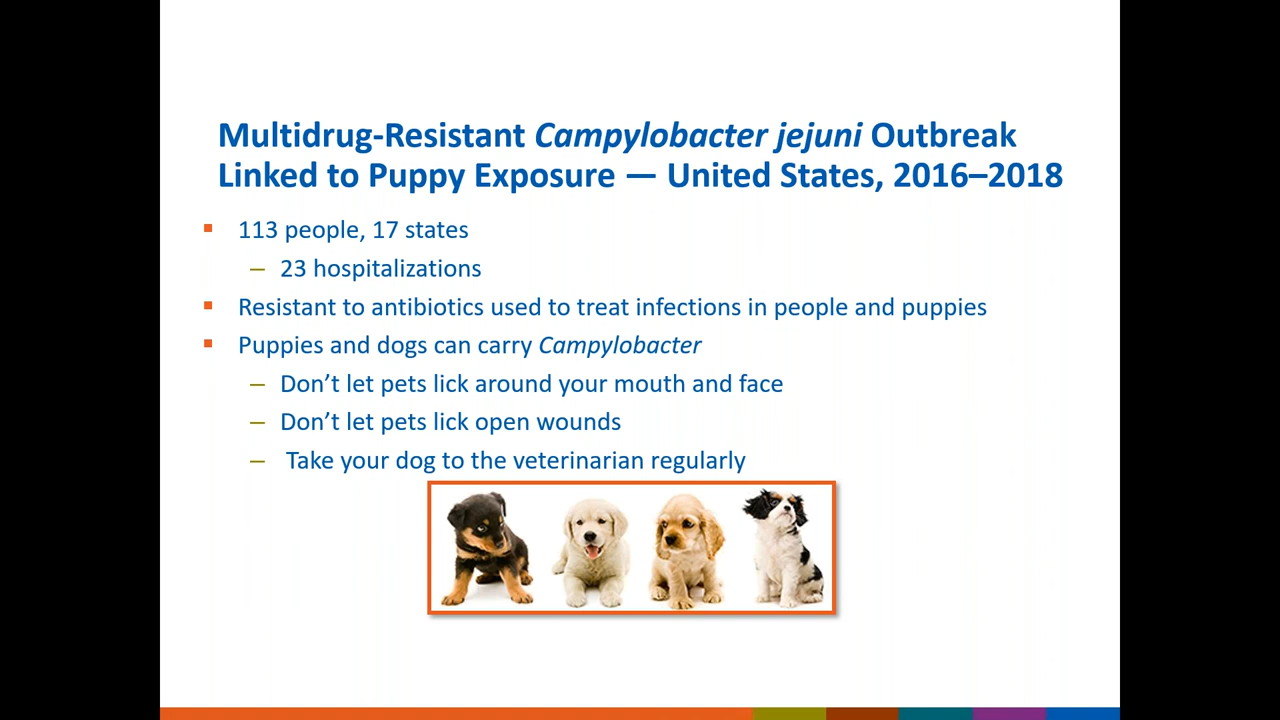 Multidrug-Resistant Campylobacter jejuni Outbreak
Linked to Puppy Exposure — United States, 2016–2018
▪ 113 people, 17 states
– 23 hospitalizations
▪ Resistant to antibiotics used to treat infections in people and puppies
▪ Puppies and dogs can carry Campylobacter
– Don’t let pets lick around your mouth and face
– Don’t let pets lick open wounds
– Take your dog to the veterinarian regularly